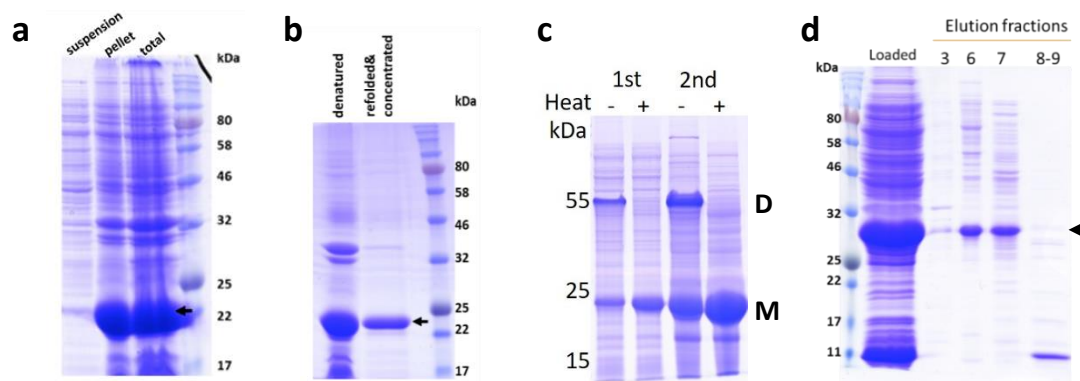 a
suspension
pellet
total
kDa
80
58
46
32
25
22
17
b
denatured
refolded&
concentrated
kDa
80
58
46
32
25
22
17
c
1st 2nd
Heat - + - +
kDa
55
D
25
M
15
d
Elution fractions
Loaded 3 6 7 8-9
kDa
80
58
46
32
25
22
17
11